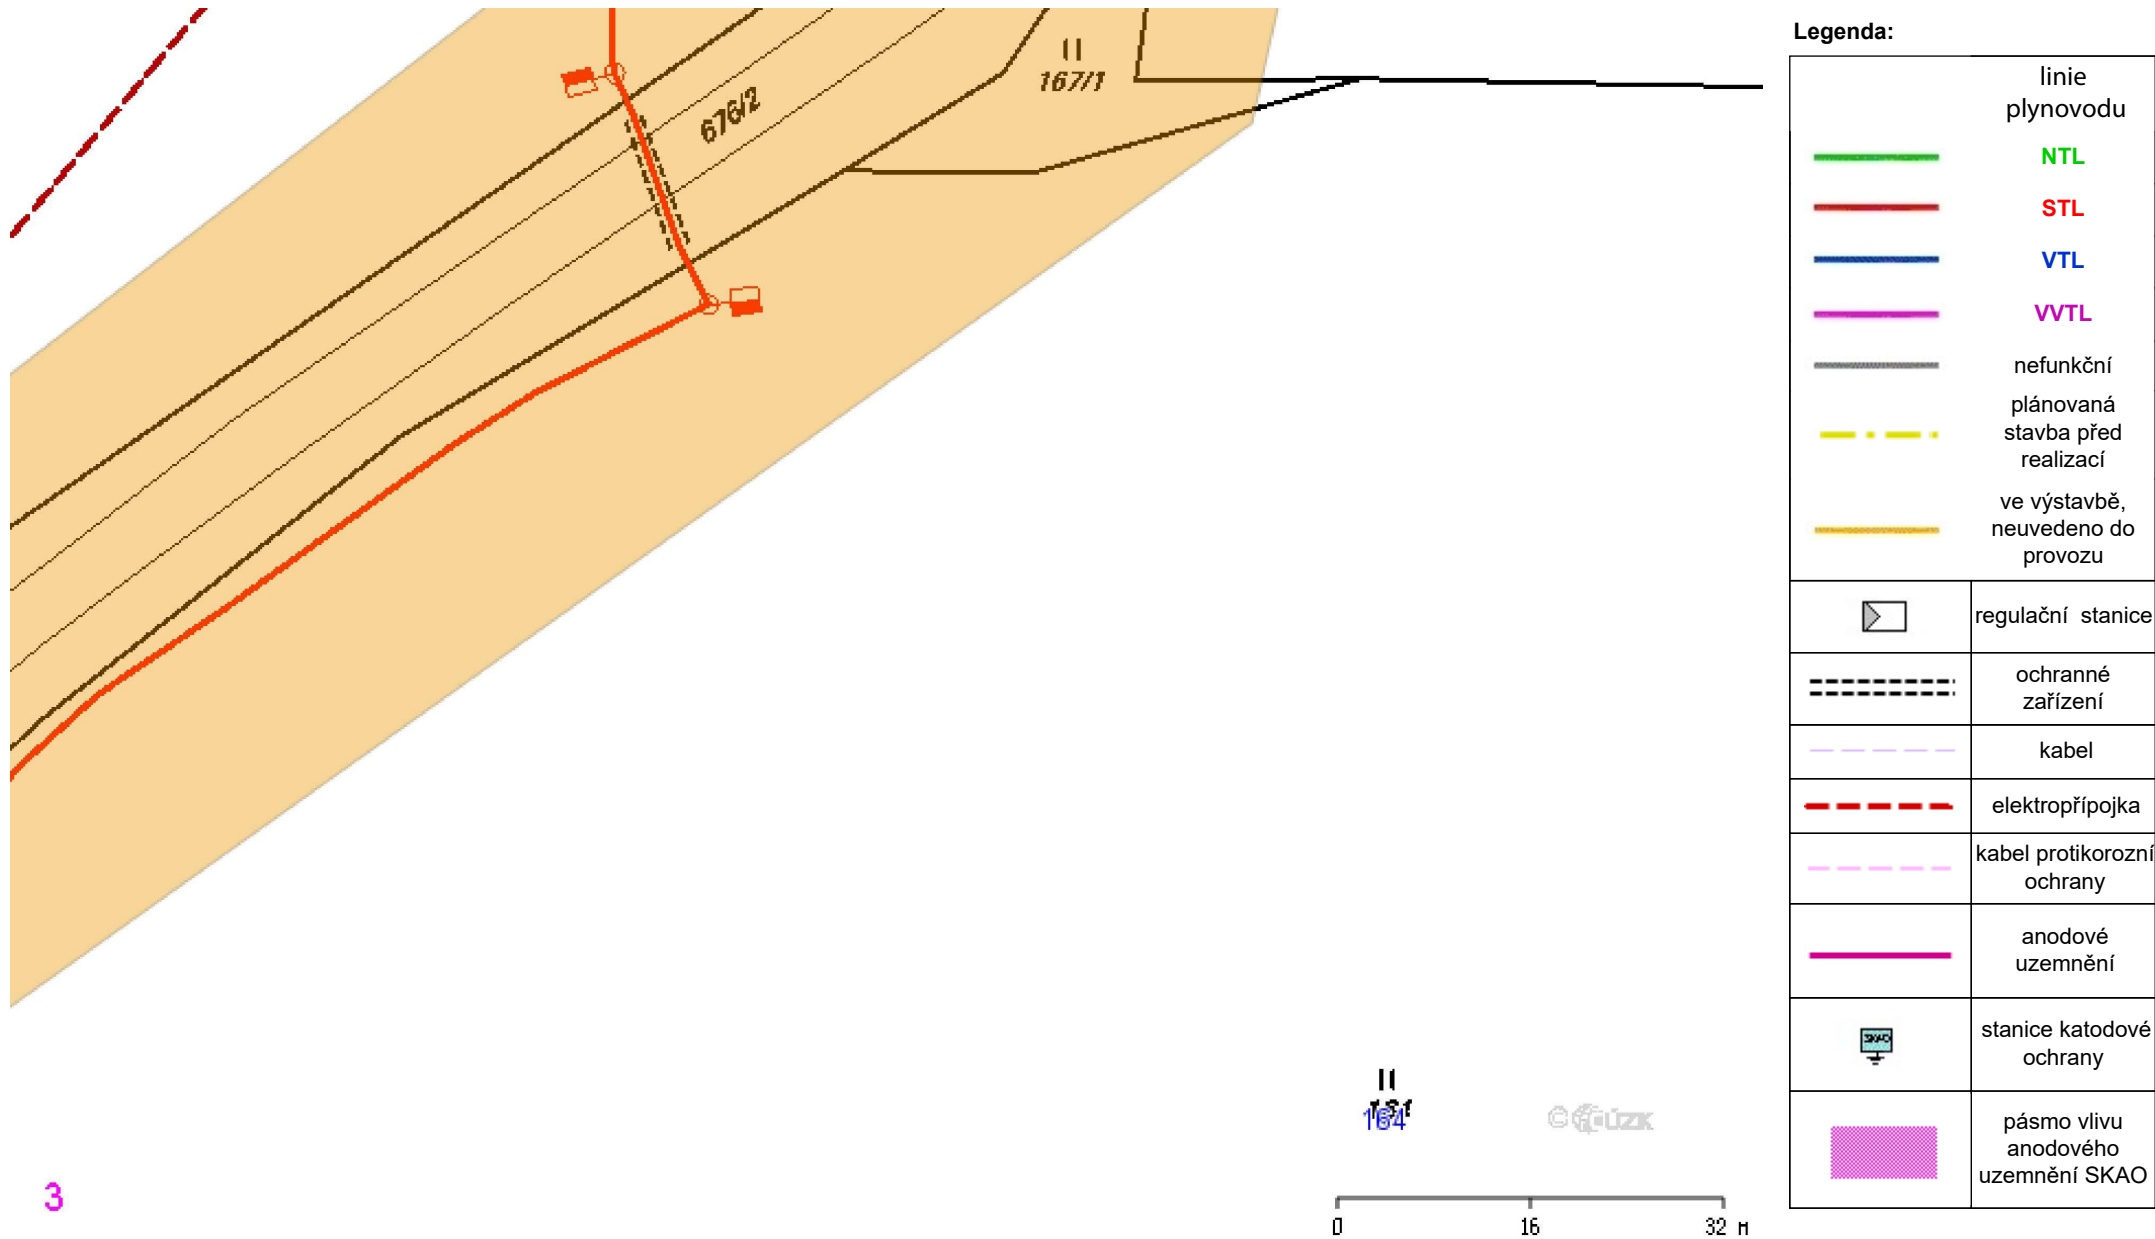 Legenda:
linie
plynovodu
NTL
STL
VTL
VVTL
nefunkční
plánovaná
stavba před
realizací
ve výstavbě,
neuvedeno do
provozu
regulační stanice
ochranné
zařízení
kabel
elektropřípojka
kabel protikorozní
ochrany
anodové
uzemnění
SKAO
stanice katodové
ochrany
pásmo vlivu
anodového
uzemnění SKAO
167/1
676/2
164
3
0 16 32 M